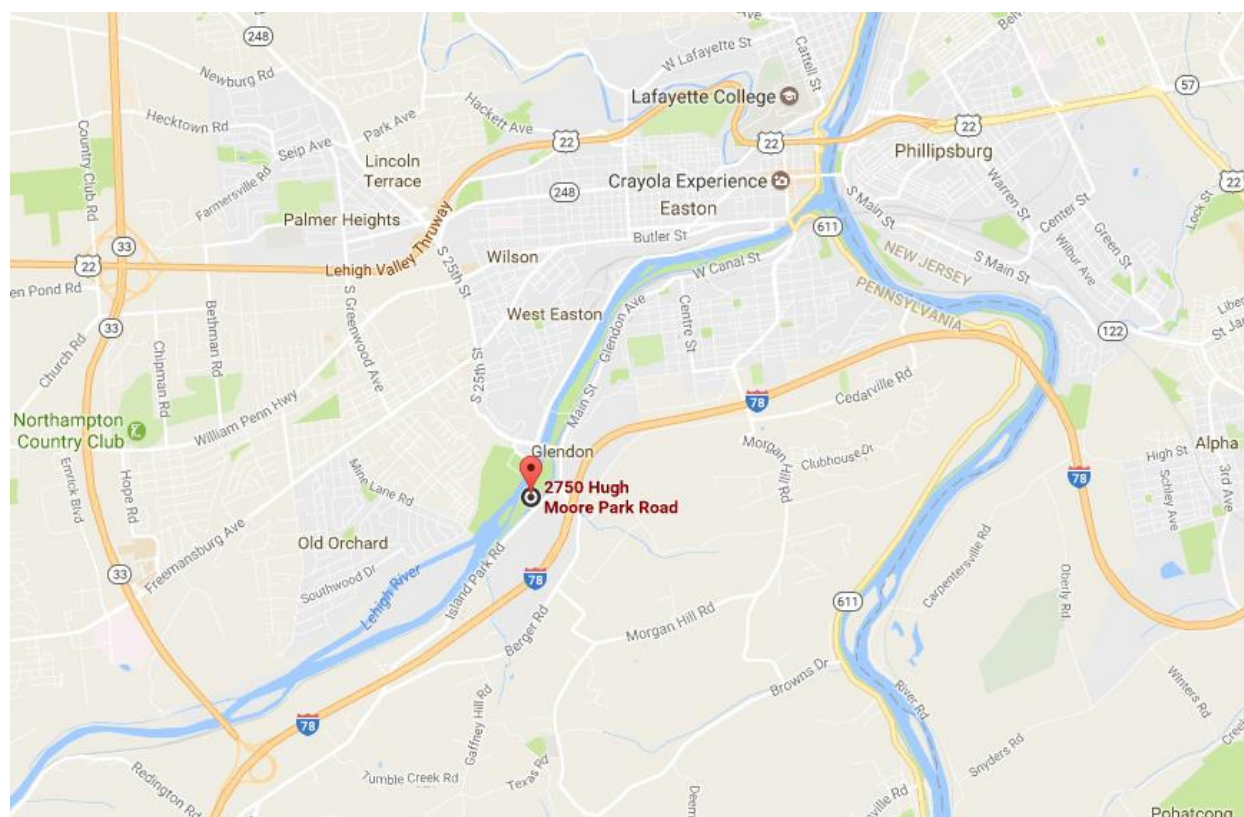 248
Newburg Rd
W Lafayette St
Cattell St
Ave
Lafayette College
57
Hecktown Rd
Country Club Rd
Park Ave
Hackett Ave
Seip Ave
22
22
22
Phillipsburg
Lincoln
Terrace
Farmersville Rd
248
Crayola Experience
Easton
Warren St
22
Palmer Heights
Lehigh Valley Thruway
S Main St
Center St
Green St
Lock St
Wilbur Ave
33
Butler St
611
22
Wilson
S 25th St
W Canal St
NEW JERSEY
S Main St
PENNSYLVANIA
en Pond Rd
S Greenwood Ave
Bethman Rd
West Easton
Glendon Ave
Centre St
33
122
Liber
St Ja
Church Rd
Chipman Rd
S 25th St
Main St
Cedarville Rd
78
Northampton
Country Club
William Penn Hwy
Morgan Hill Rd
Clubhouse Dr
Alpha
High St
Glendon
Emrick Blvd
Hope Rd
Mine Lane Rd
2750 Hugh
Moore Park Road
78
Schley Ave
3rd Ave
Freemansburg Ave
Old Orchard
33
Southwood Dr
Lehigh River
Island Park Rd
78
Carpentersville Rd
Oberly Rd
611
Berger Rd
Morgan Hill Rd
Browns Dr
River Rd
Winters Rd
78
Gaffney Hill Rd
Snyders Rd
Creek
Redington Rd
Tumble Creek Rd
Texas Rd
Deem
ville Rd
Pohatcong